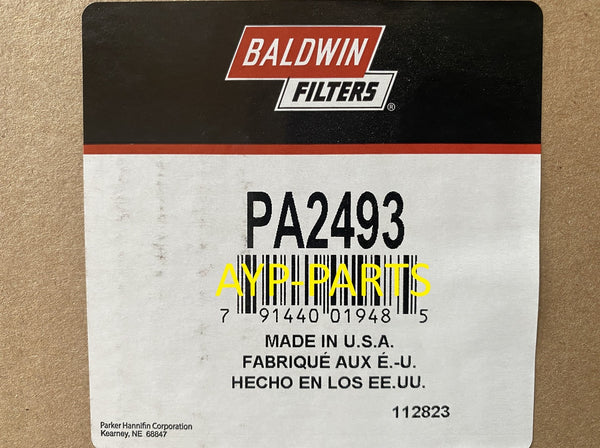 BALDWIN
FILTERS®
PA2493
AYP-PARTS
7 91440 01948 5
MADE IN U.S.A.
FABRIQUÉ AUX É.-U.
HECHO EN LOS EE.UU.
112823
Parker Hannifin Corporation
Kearney, NE 68847